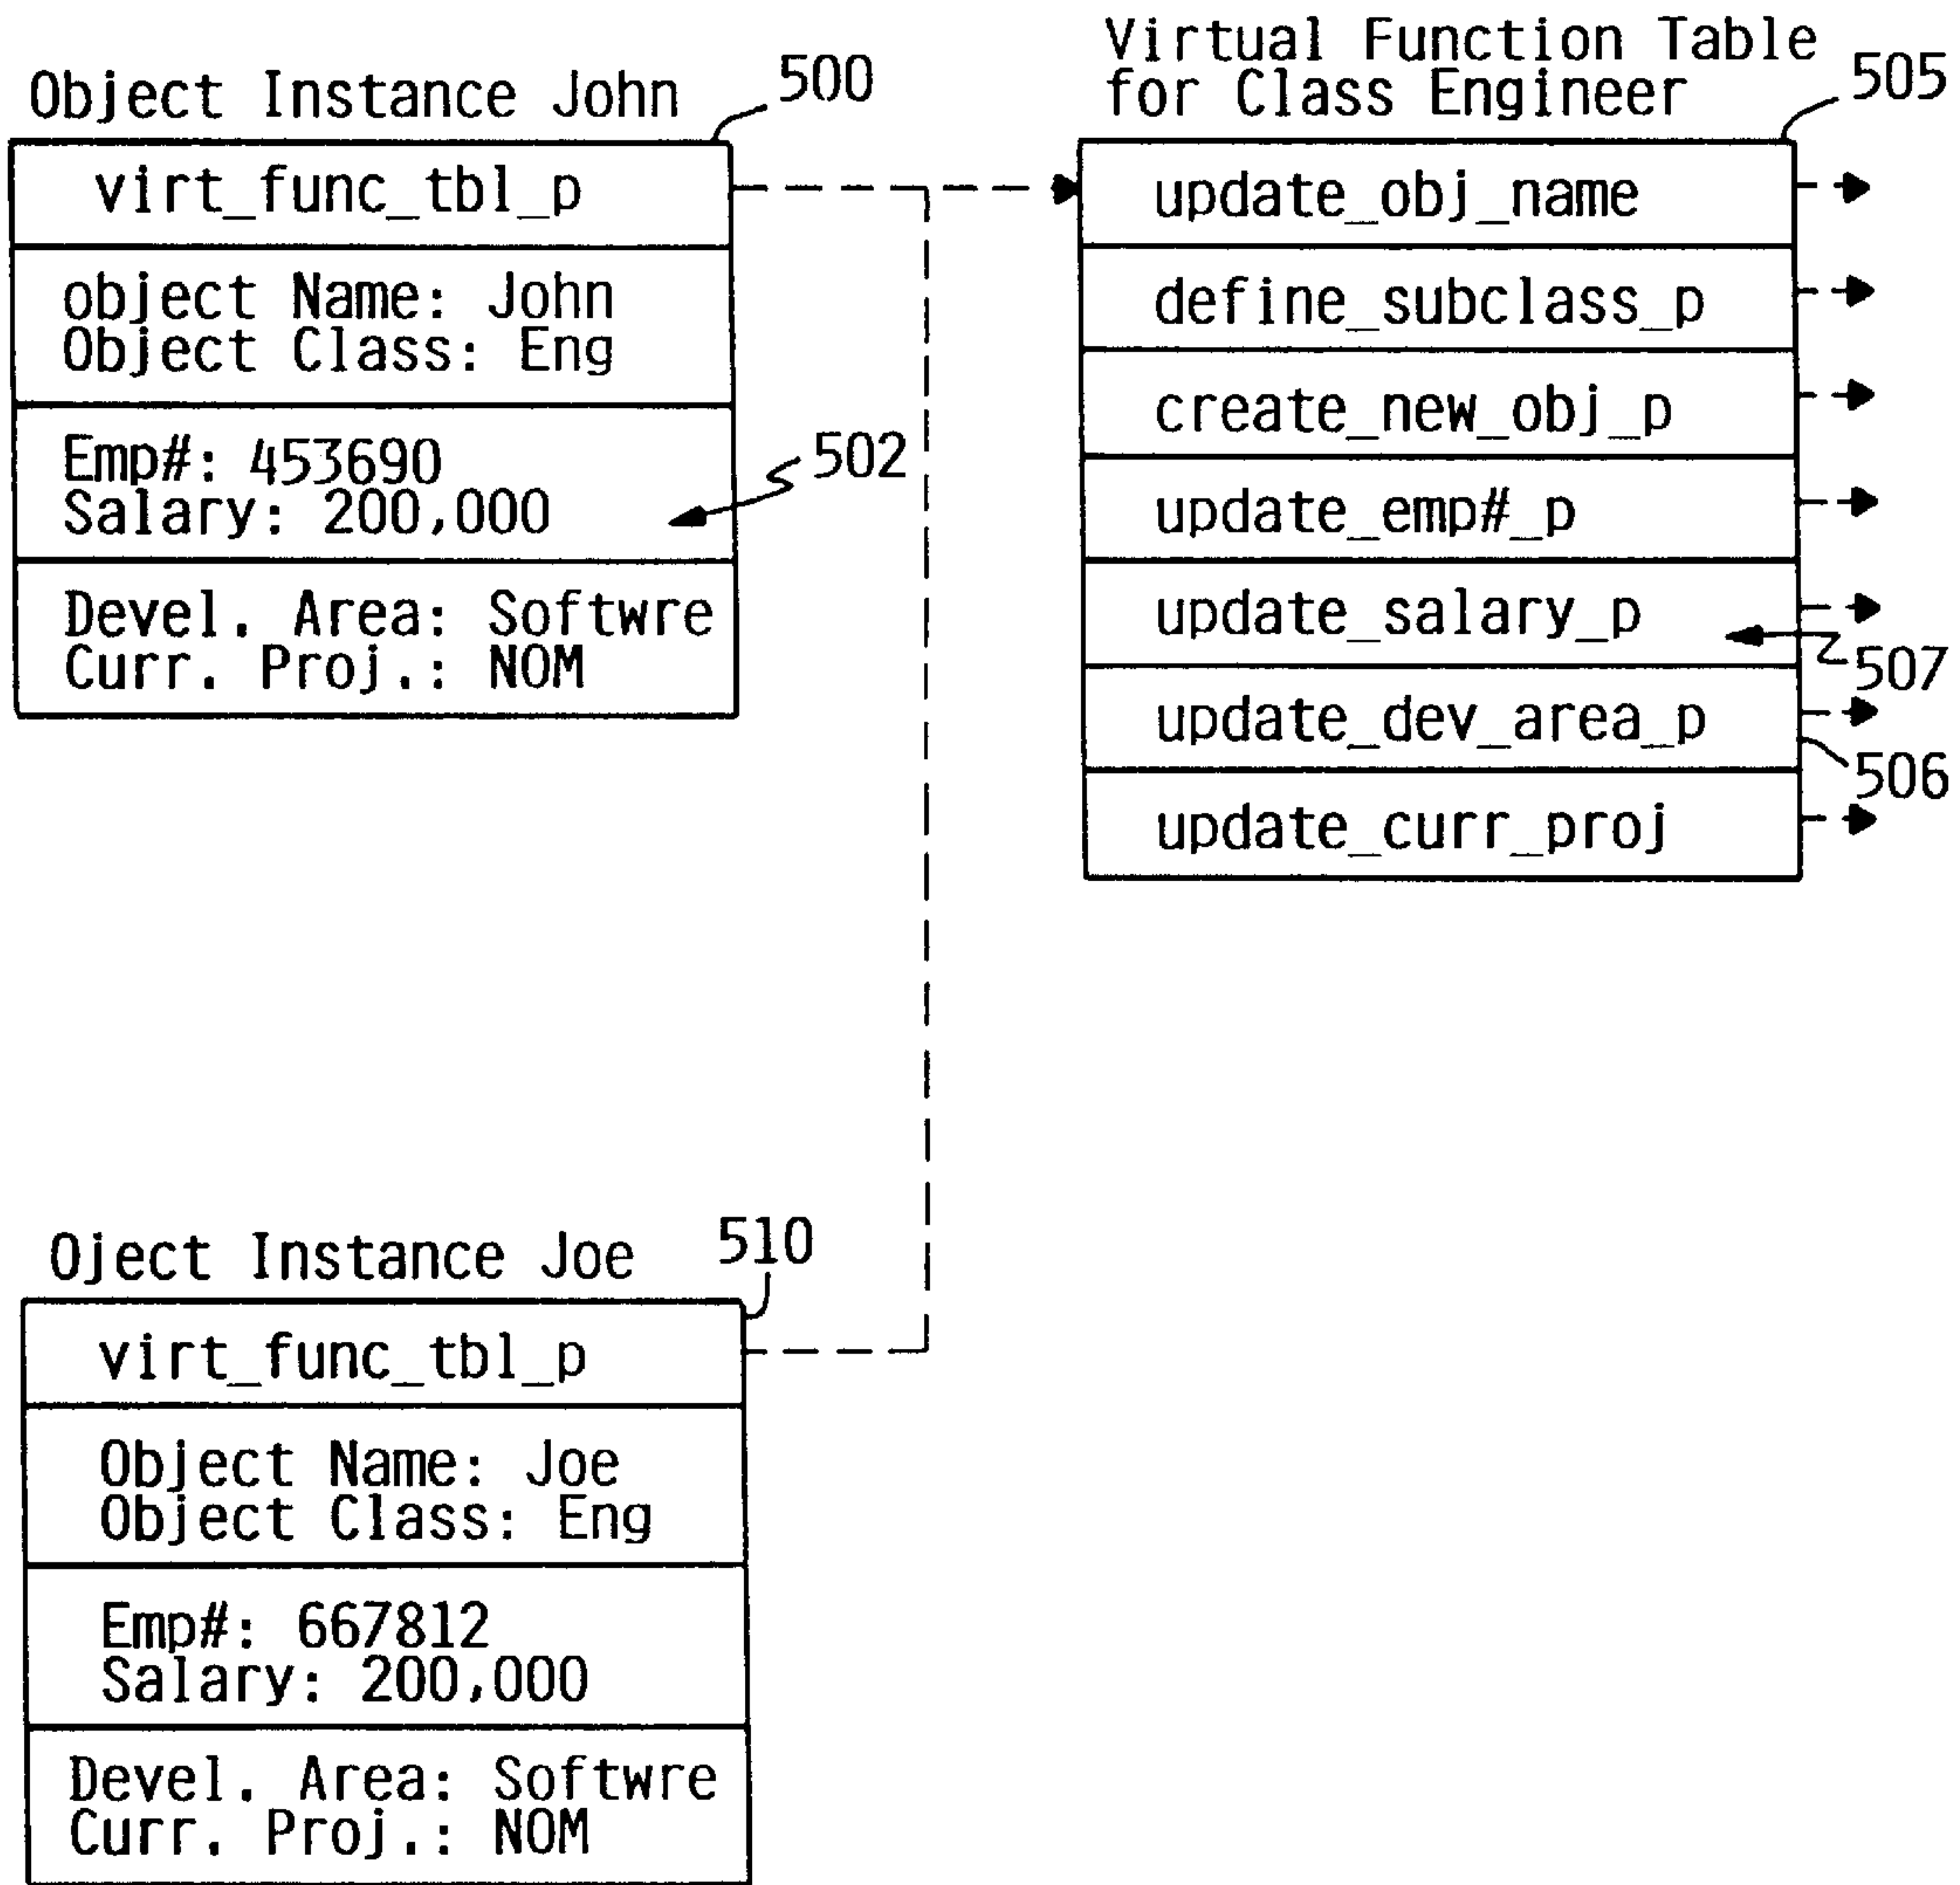 Object Instance John
500
virt_func_tbl_p
object Name: John
Object Class: Eng
Emp#: 453690
Salary: 200,000
502
Devel. Area: Softwre
Curr. Proj.: NOM
Virtual Function Table
for Class Engineer
505
update_obj_name
define_subclass_p
create_new_obj_p
update_emp#_p
update_salary_p
507
update_dev_area_p
506
update_curr_proj
Oject Instance Joe
510
virt_func_tbl_p
Object Name: Joe
Object Class: Eng
Emp#: 667812
Salary: 200,000
Devel. Area: Softwre
Curr. Proj.: NOM